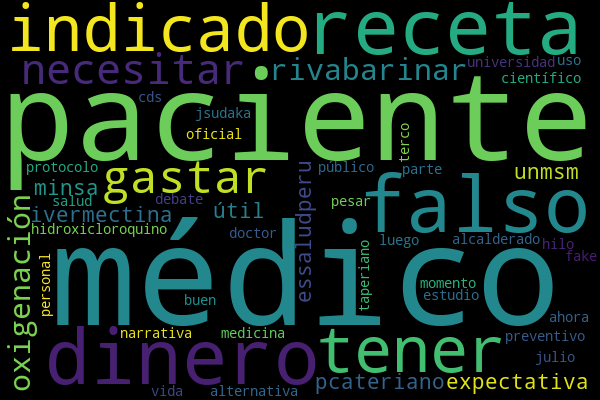 indicado receta
necesitar rivabarinar universidad uso
científico
paciente
cds
jsudaka
oficial
terco
protocolo
gastar
público
parte
unmsm
minsa
salud
debate
pesar
falso
oxigenación
ivermectina
útil
essaludperu
hidroxicloroquino
doctor
luego
alcalderado
hilo
fake
médico
personal
taperiano
buen
momento
estudio
ahora
dinero
narrativa
medicina
tener
preventivo
julio
pcateriano
expectativa
vida
alternativa